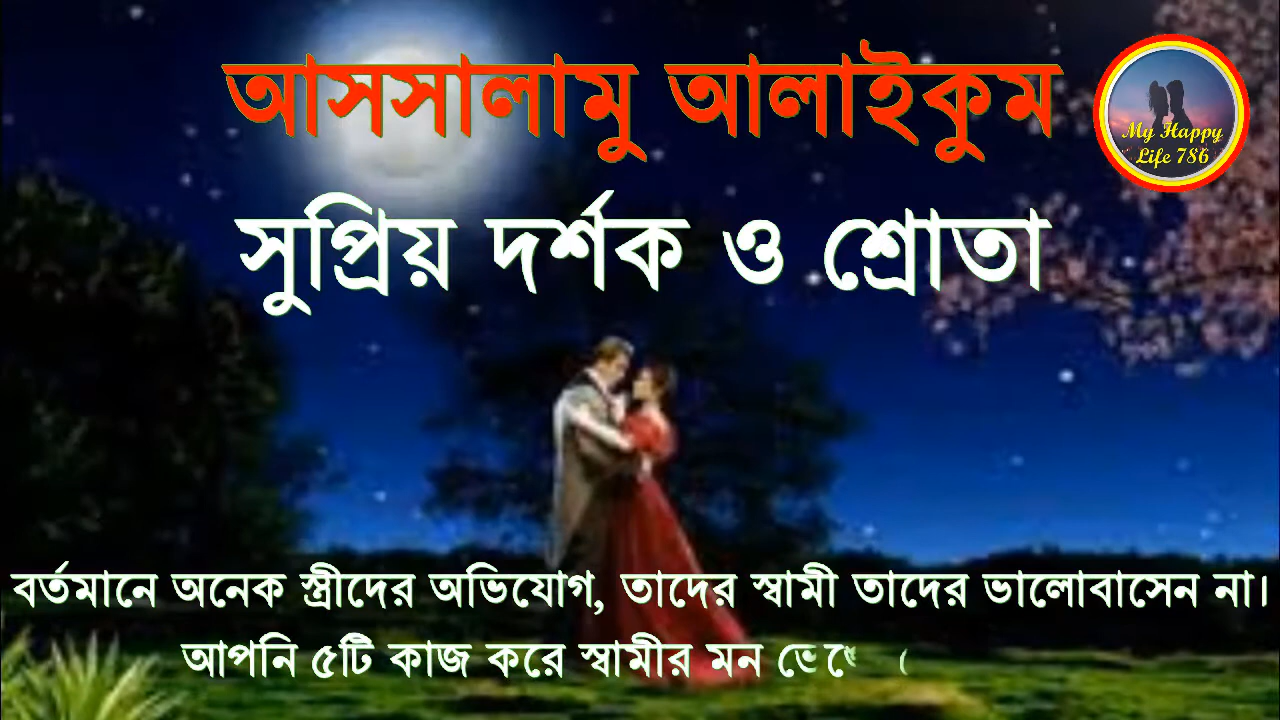 আসসালামু আলাইকুম
My Happy
Life 786
সুপ্রিয় দর্শক ও শ্রোতা
বর্তমানে অনেক স্ত্রীদের অভিযোগ, তাদের স্বামী তাদের ভালোবাসেন না।
আপনি ৫টি কাজ করে স্বামীর মন